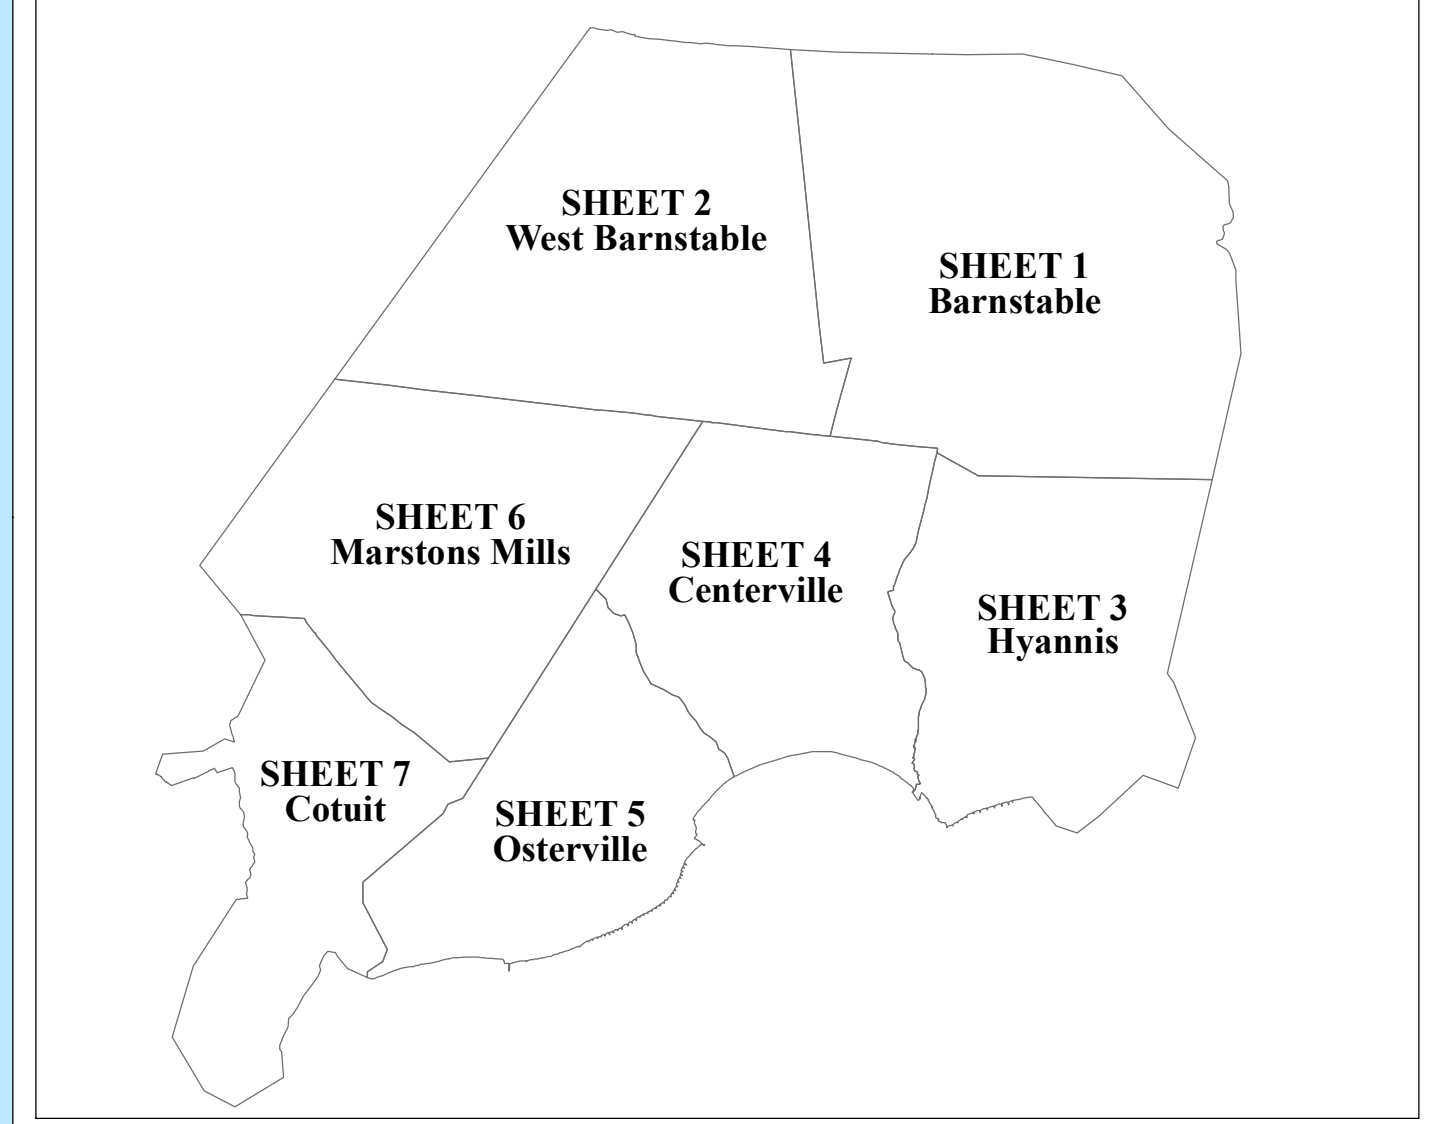 SHEET 2
West Barnstable
SHEET 1
Barnstable
SHEET 6
Marstons Mills
SHEET 4
Centerville
SHEET 3
Hyannis
SHEET 7
Cotuit
SHEET 5
Osterville